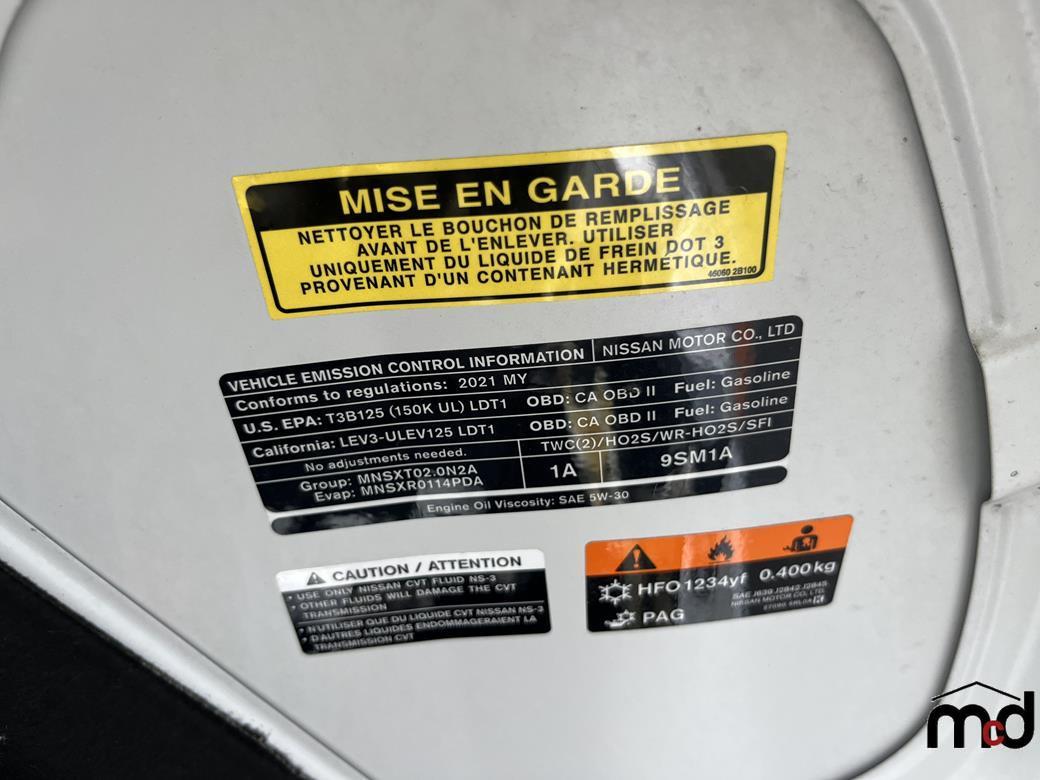 MISE EN GARDE
NETTOYER LE BOUCHON DE REMPLISSAGE
AVANT DE L'ENLEVER. UTILISER
UNIQUEMENT DU LIQUIDE DE FREIN DOT 3
PROVENANT D'UN CONTENANT HERMÉTIQUE.
46060 2B100
VEHICLE EMISSION CONTROL INFORMATION NISSAN MOTOR CO., LTD
Conforms to regulations: 2021 MY
U.S. EPA: T3B125 (150K UL) LDT1 OBD: CA OBD II Fuel: Gasoline
California: LEV3-ULEV125 LDT1 OBD: CA OBD II Fuel: Gasoline
No adjustments needed. TWC(2)/HO2S/WR-HO2S/SFI
Group: MNSXT02.0N2A 1A 9SM1A
Evap: MNSXR0114PDA
Engine Oil Viscosity: SAE 5W-30
CAUTION / ATTENTION
• USE ONLY NISSAN CVT FLUID NS-3
• OTHER FLUIDS WILL DAMAGE THE CVT
TRANSMISSION
• N'UTILISER QUE DU LIQUIDE CVT NISSAN NS-3
• D'AUTRES LIQUIDES ENDOMMAGERAIENT LA
TRANSMISSION CVT
HFO1234yf 0.400kg
SAE J639 J2842 J2845
NISSAN MOTOR CO., LTD.
PAG
mcd